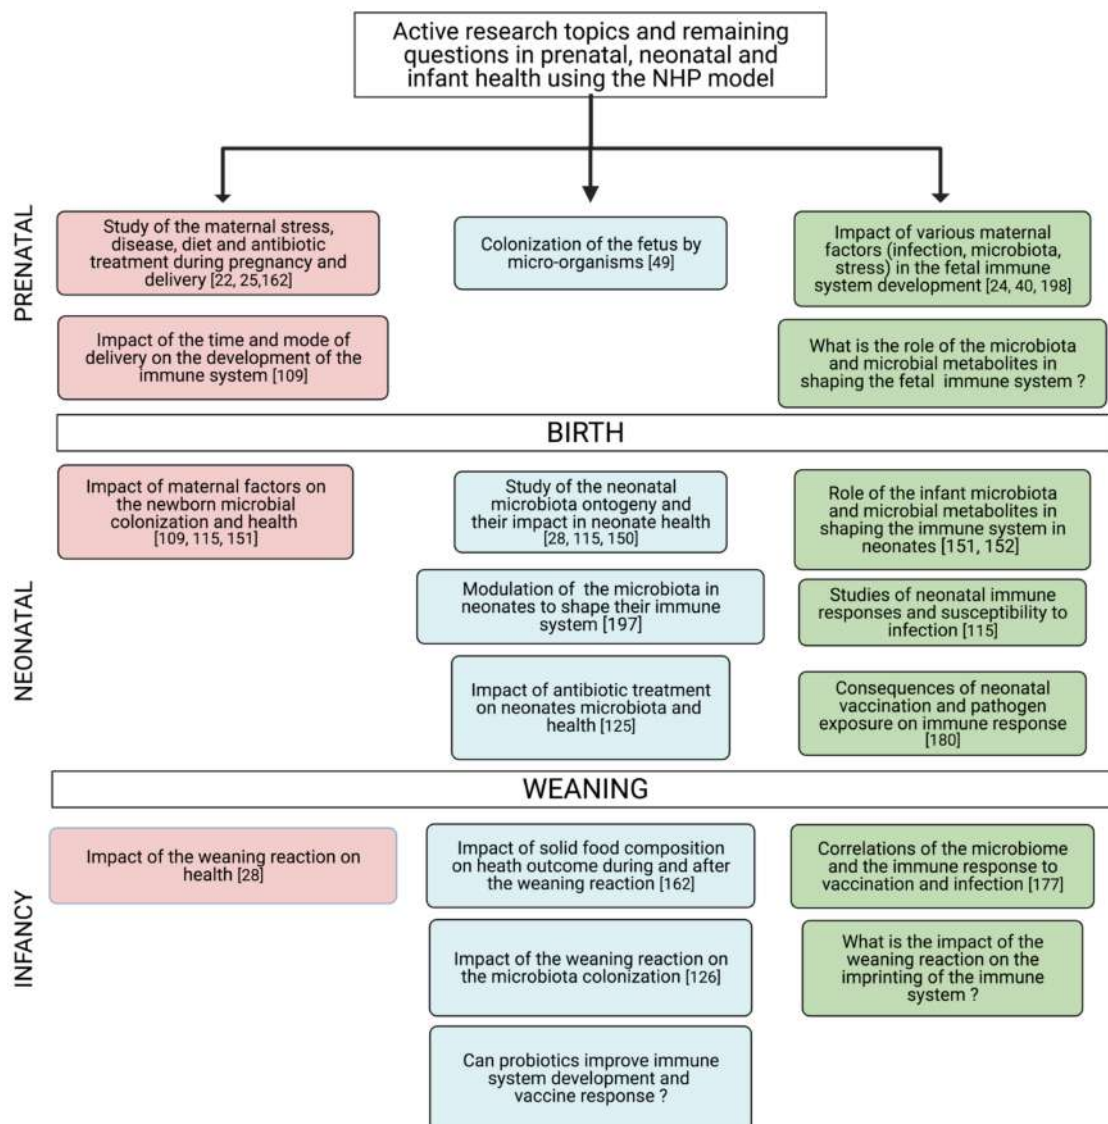 Active research topics and remaining
questions in prenatal, neonatal and
infant health using the NHP model
PRENATAL
Study of the maternal stress,
disease, diet and antibiotic
treatment during pregnancy and
delivery [22, 25,162]
Colonization of the fetus by
micro-organisms [49]
Impact of various maternal
factors (infection, microbiota,
stress) in the fetal immune
system development [24, 40, 198]
Impact of the time and mode of
delivery on the development of the
immune system [109]
What is the role of the microbiota
and microbial metabolites in
shaping the fetal immune system ?
BIRTH
NEONATAL
Impact of maternal factors on
the newborn microbial
colonization and health
[109, 115, 151]
Study of the neonatal
microbiota ontogeny and
their impact in neonate health
[28, 115, 150]
Role of the infant microbiota
and microbial metabolites in
shaping the immune system in
neonates [151, 152]
Modulation of the microbiota in
neonates to shape their immune
system [197]
Studies of neonatal immune
responses and susceptibility to
infection [115]
Impact of antibiotic treatment
on neonates microbiota and
health [125]
Consequences of neonatal
vaccination and pathogen
exposure on immune response
[180]
WEANING
INFANCY
Impact of the weaning reaction on
health [28]
Impact of solid food composition
on heath outcome during and after
the weaning reaction [162]
Correlations of the microbiome
and the immune response to
vaccination and infection [177]
Impact of the weaning reaction on
the microbiota colonization [126]
What is the impact of the
weaning reaction on the
imprinting of the immune
system ?
Can probiotics improve immune
system development and
vaccine response ?